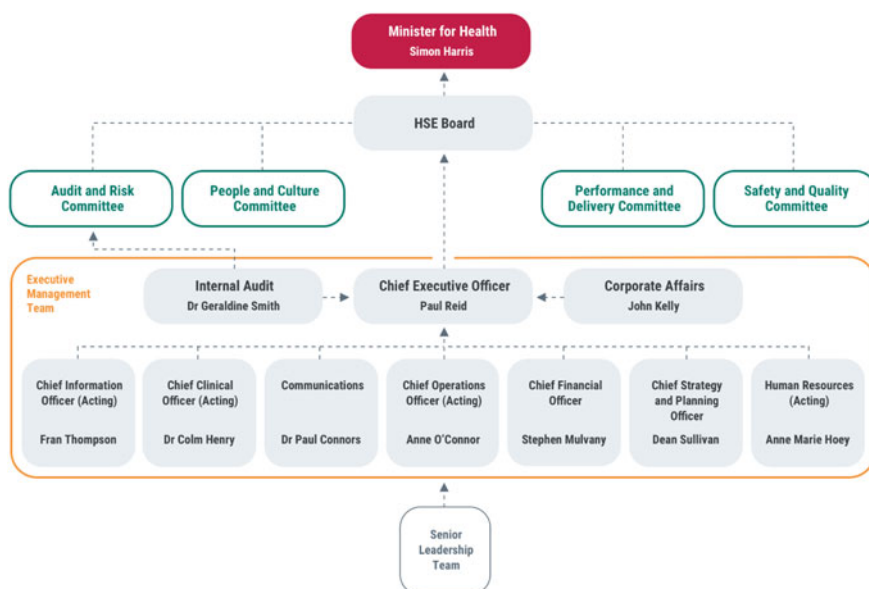 Minister for Health
Simon Harris
HSE Board
Audit and Risk
Committee
People and Culture
Committee
Performance and
Delivery Committee
Safety and Quality
Committee
Executive
Management
Team
Internal Audit
Dr Geraldine Smith
Chief Executive Officer
Paul Reid
Corporate Affairs
John Kelly
Chief Information
Officer (Acting)
Fran Thompson
Chief Clinical
Officer (Acting)
Dr Colm Henry
Communications
Dr Paul Connors
Chief Operations
Officer (Acting)
Anne O'Connor
Chief Financial
Officer
Stephen Mulvany
Chief Strategy
and Planning
Officer
Dean Sullivan
Human Resources
(Acting)
Anne Marie Hoey
Senior
Leadership
Team